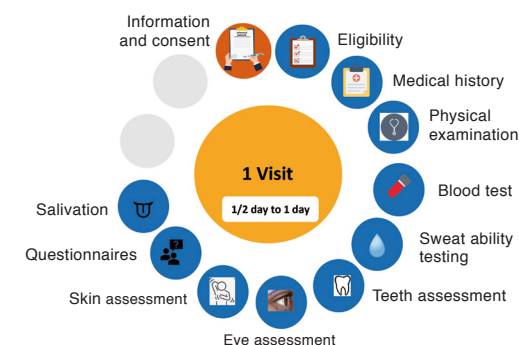 Information
and consent
Eligibility
Medical history
Physical
examination
Blood test
Sweat ability
testing
Teeth assessment
Eye assessment
Skin assessment
Questionnaires
Salivation
1 Visit
1/2 day to 1 day
?